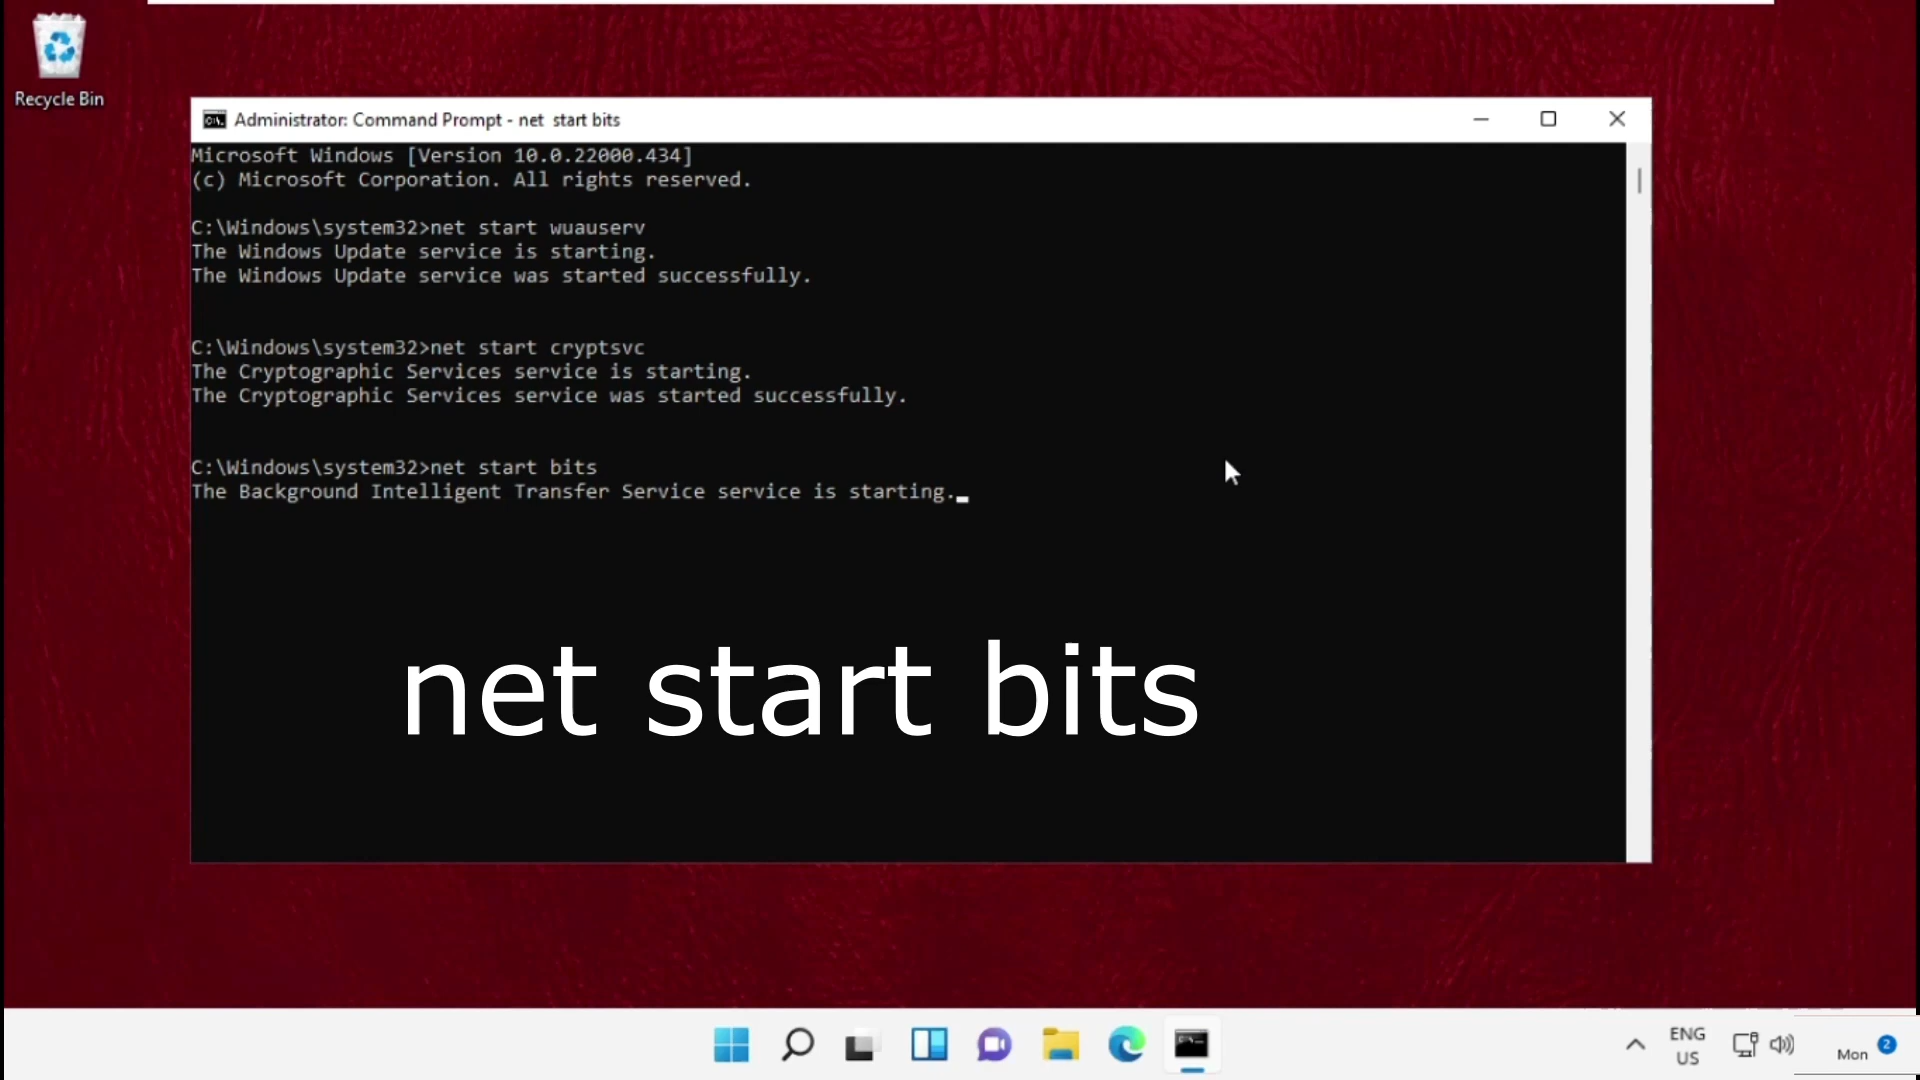 Recycle Bin
Administrator: Command Prompt - net  start bits
Microsoft Windows [Version 10.0.22000.434]
(c) Microsoft Corporation. All rights reserved.
C:\Windows\system32>net start wuauserv
The Windows Update service is starting.
The Windows Update service was started successfully.
C:\Windows\system32>net start cryptsvc
The Cryptographic Services service is starting.
The Cryptographic Services service was started successfully.
C:\Windows\system32>net start bits
The Background Intelligent Transfer Service service is starting.
net start bits
ENG
US
Mon
2